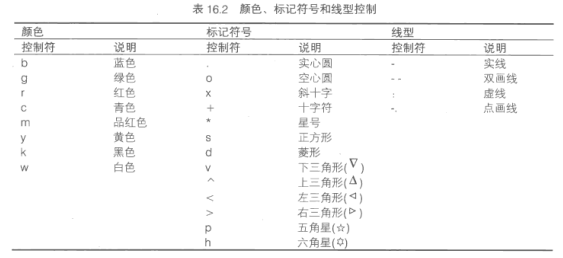 表 16.2 颜色、标记符号和线型控制
颜色 标记符号 线型
控制符 说明 控制符 说明 控制符 说明
b 蓝色 . 实心圆 - 实线
g 绿色 o 空心圆 -- 双画线
r 红色 x 斜十字 : 虚线
c 青色 + 十字符 -. 点画线
m 品红色 * 星号
y 黄色 s 正方形
k 黑色 d 菱形
w 白色 v 下三角形(∇)
^ 上三角形(Δ)
< 左三角形(⊲)
> 右三角形(⊳)
p 五角星(☆)
h 六角星(✡)